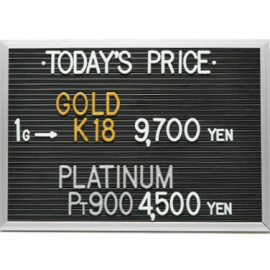 ·TODAY'S PRICE·
GOLD
1G→ K18 9,700 YEN
PLATINUM
PT900 4,500 YEN